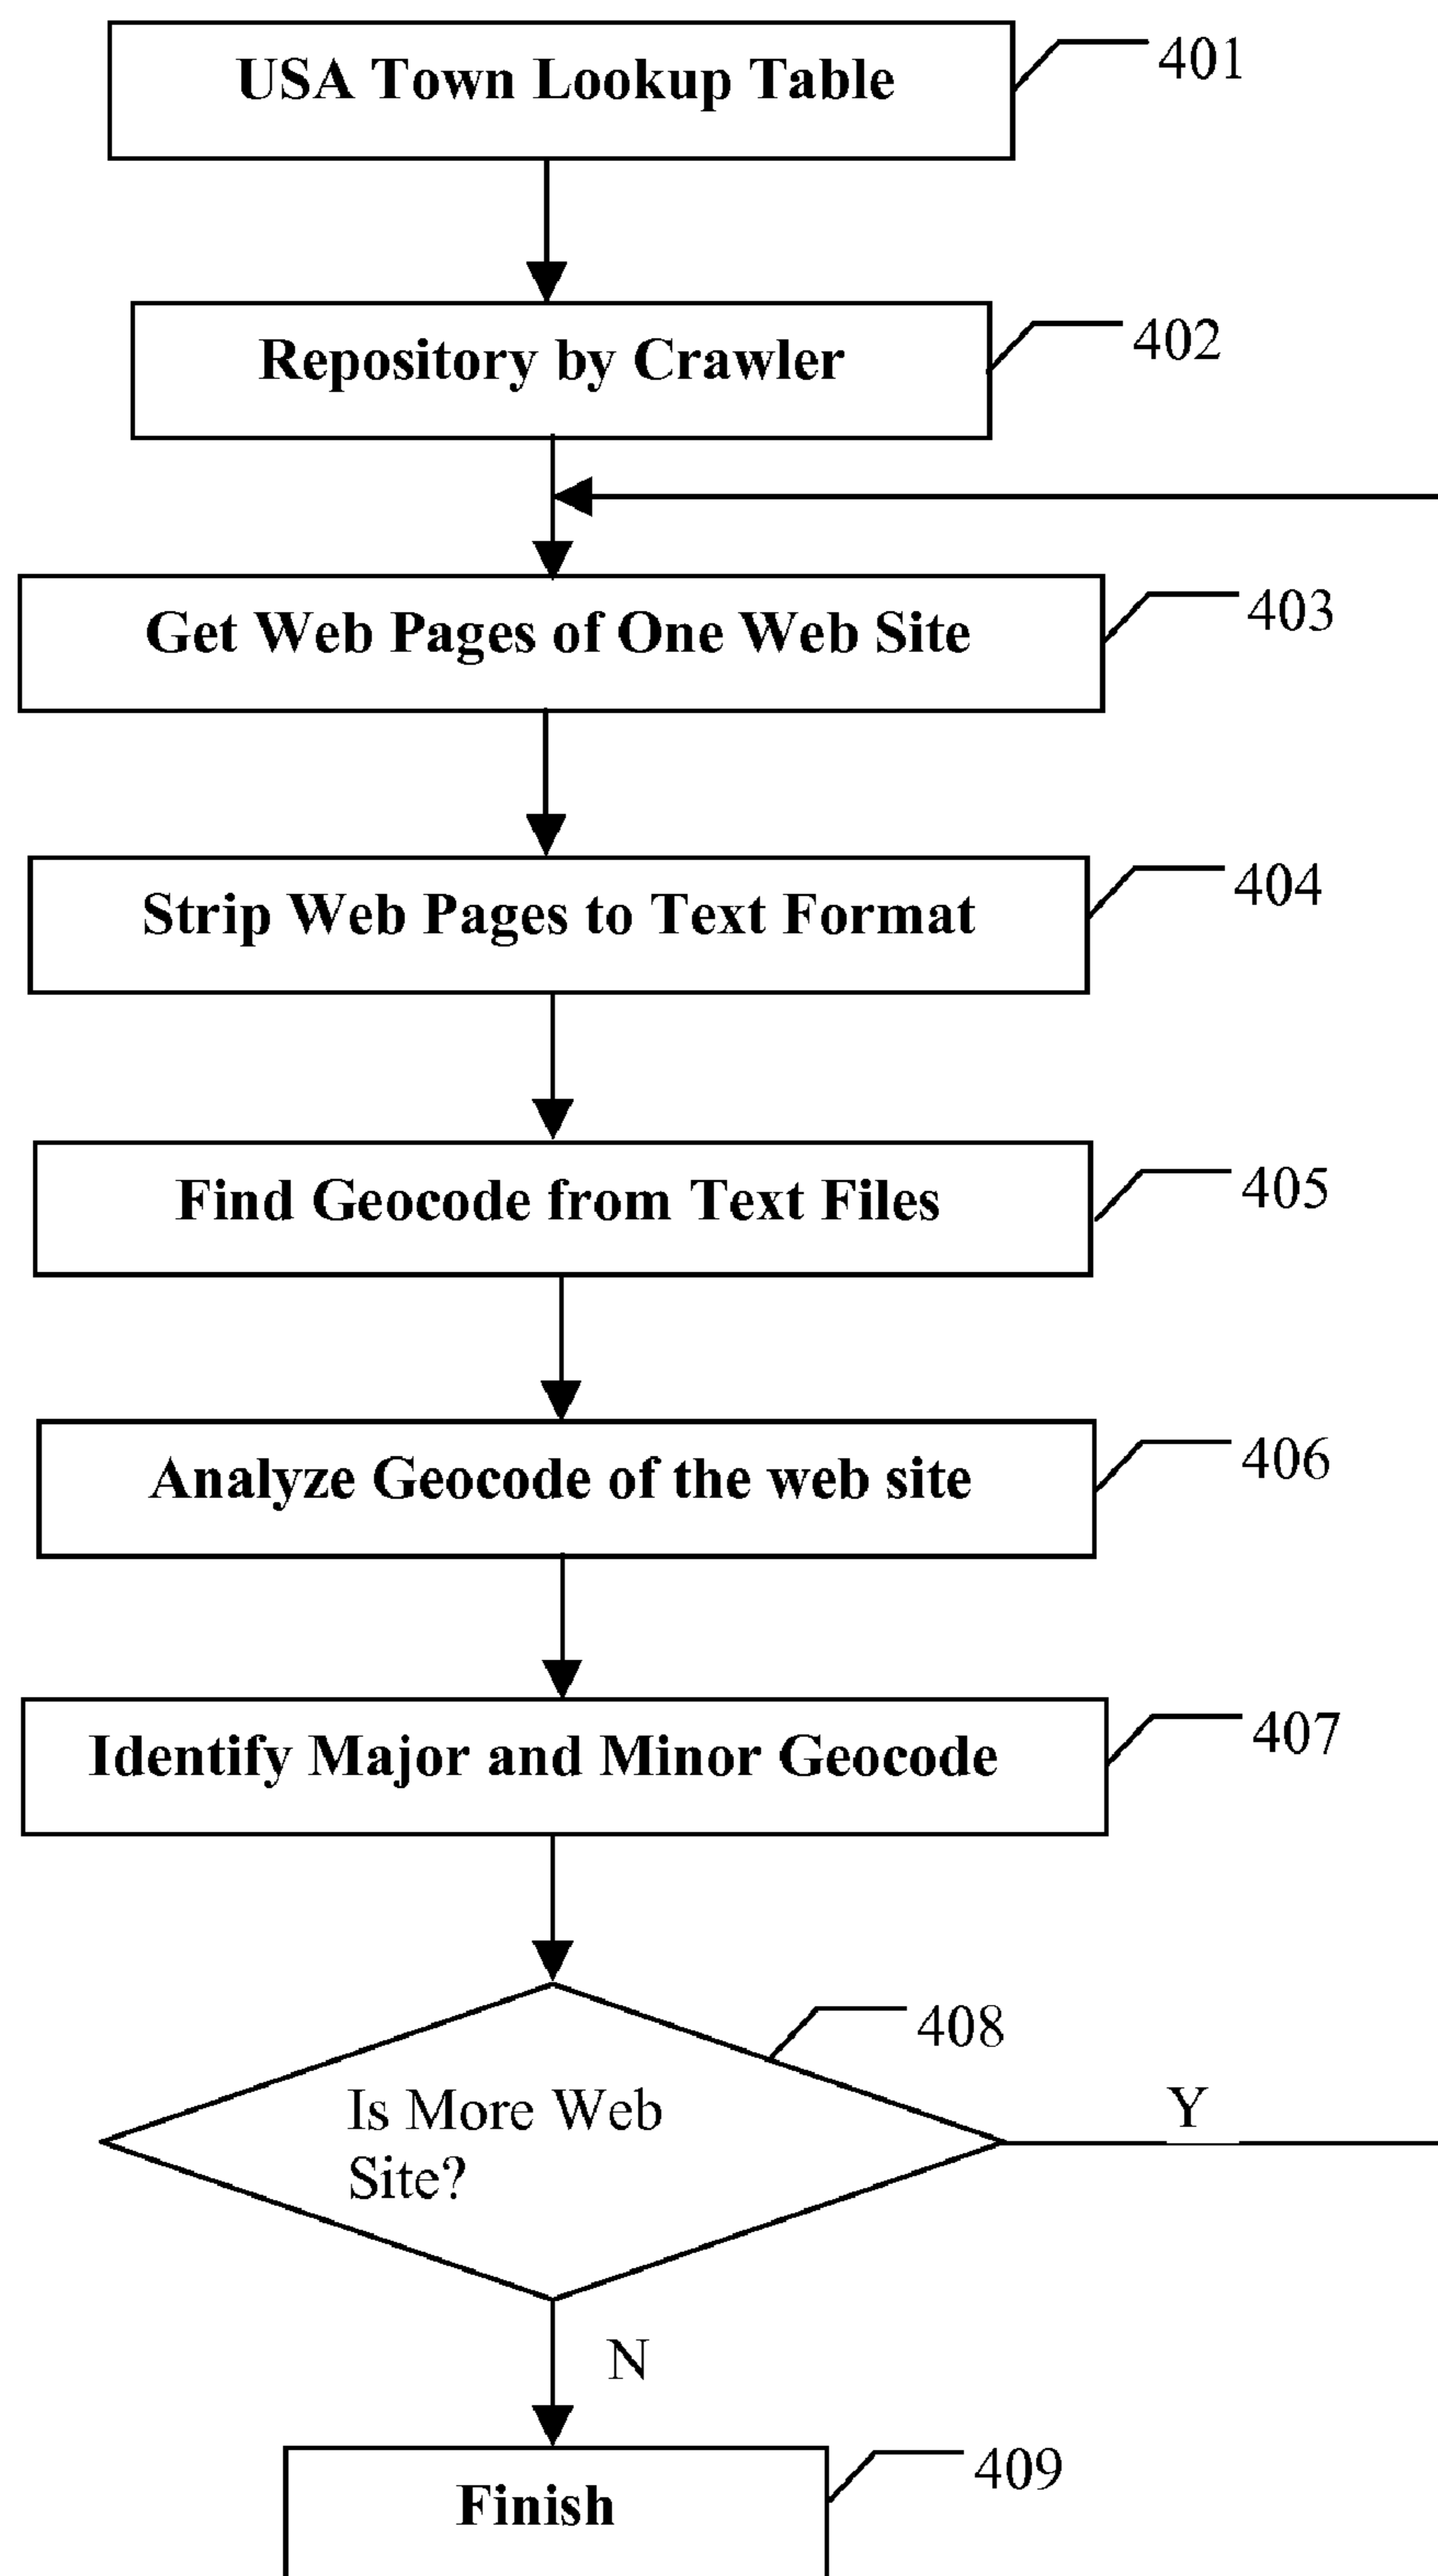 USA Town Lookup Table
401
Repository by Crawler
402
Get Web Pages of One Web Site
403
Strip Web Pages to Text Format
404
Find Geocode from Text Files
405
Analyze Geocode of the web site
406
Identify Major and Minor Geocode
407
408
Is More Web
Site?
Y
N
Finish
409